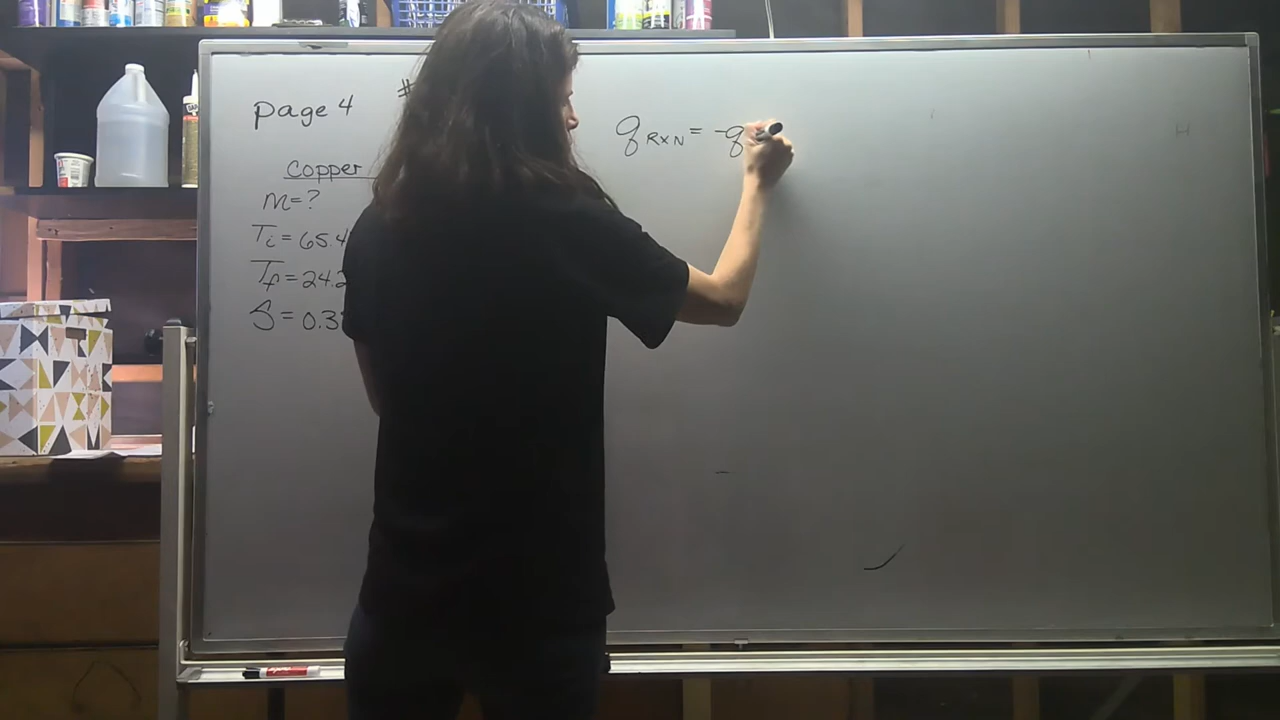 page 4 #
Copper
m=?
Ti = 65.4
Tf = 24.2
S = 0.3
q RXN = -q